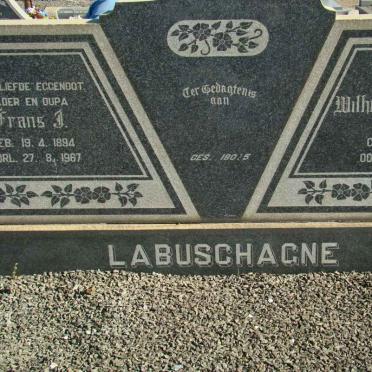 LIEFDE EGGENOOT,
DER EN OUPA
Frans J.
EB. 19. 4. 1894
ORL. 27. 8. 1967
Ter Gedagtenis
aan
GES. 180:5
LABUSCHAGNE